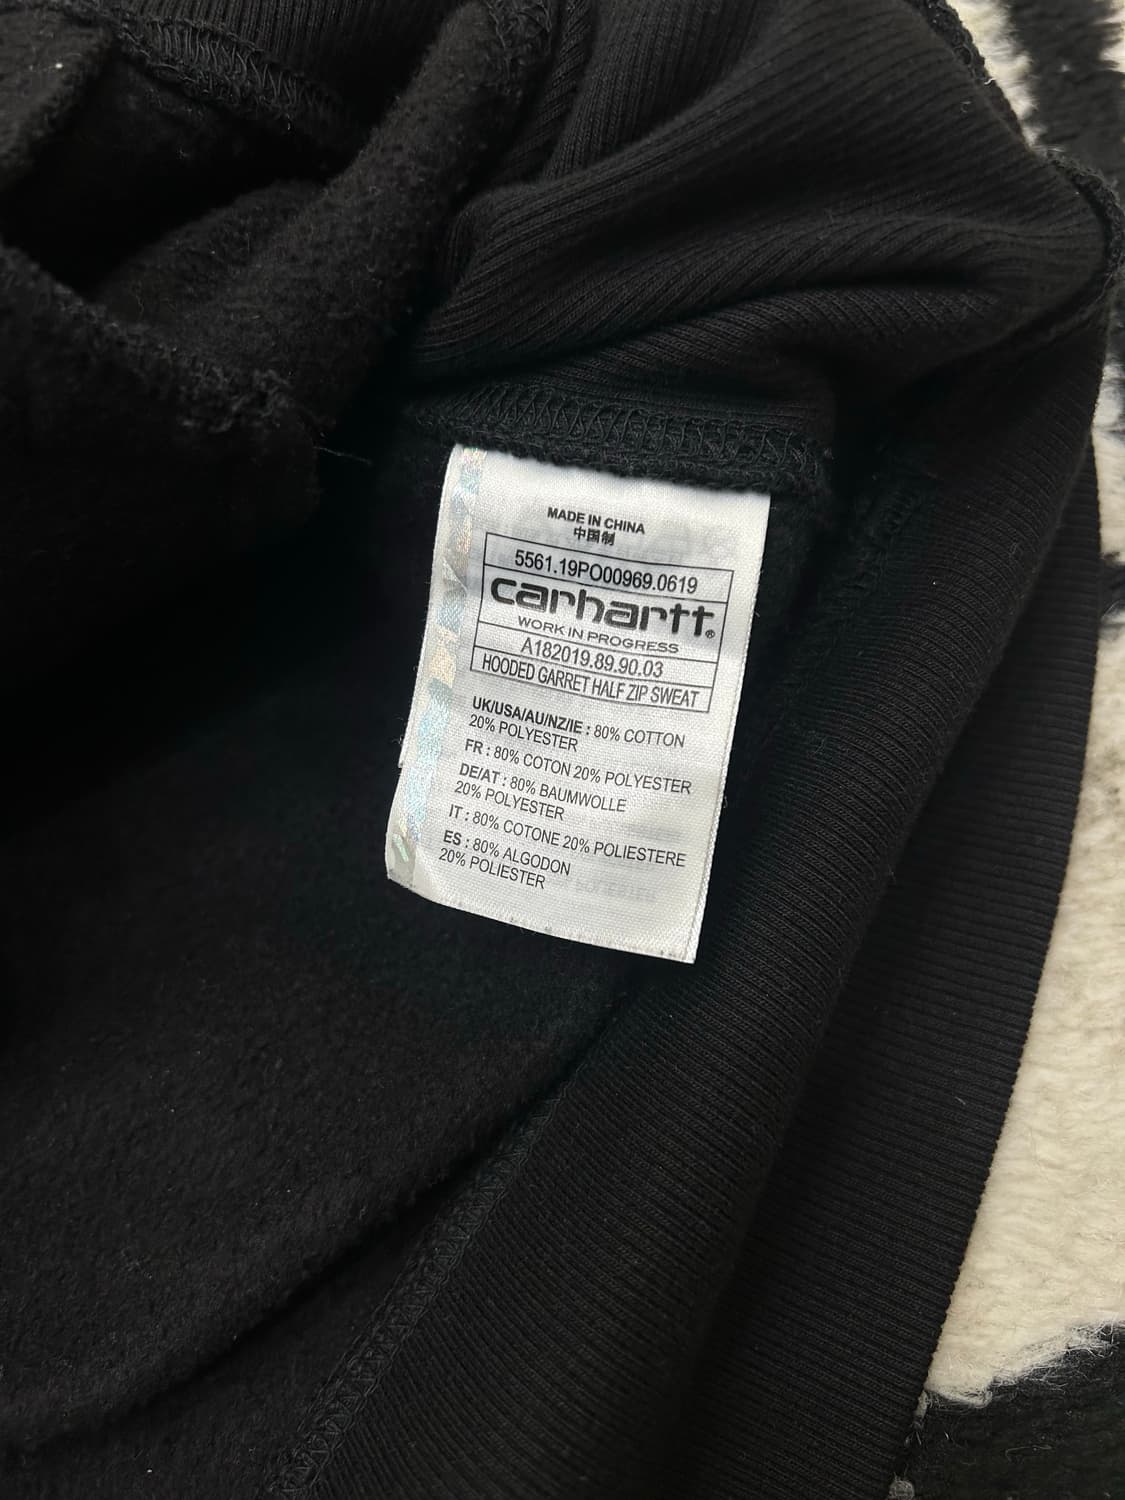 MADE IN CHINA
中国制
5561.19PO00969.0619
carhartt®
WORK IN PROGRESS
A182019.89.90.03
HOODED GARRET HALF ZIP SWEAT
UK/USA/AU/NZ/IE : 80% COTTON
20% POLYESTER
FR : 80% COTON 20% POLYESTER
DE/AT : 80% BAUMWOLLE
20% POLYESTER
IT : 80% COTONE 20% POLIESTERE
ES : 80% ALGODON
20% POLIESTER